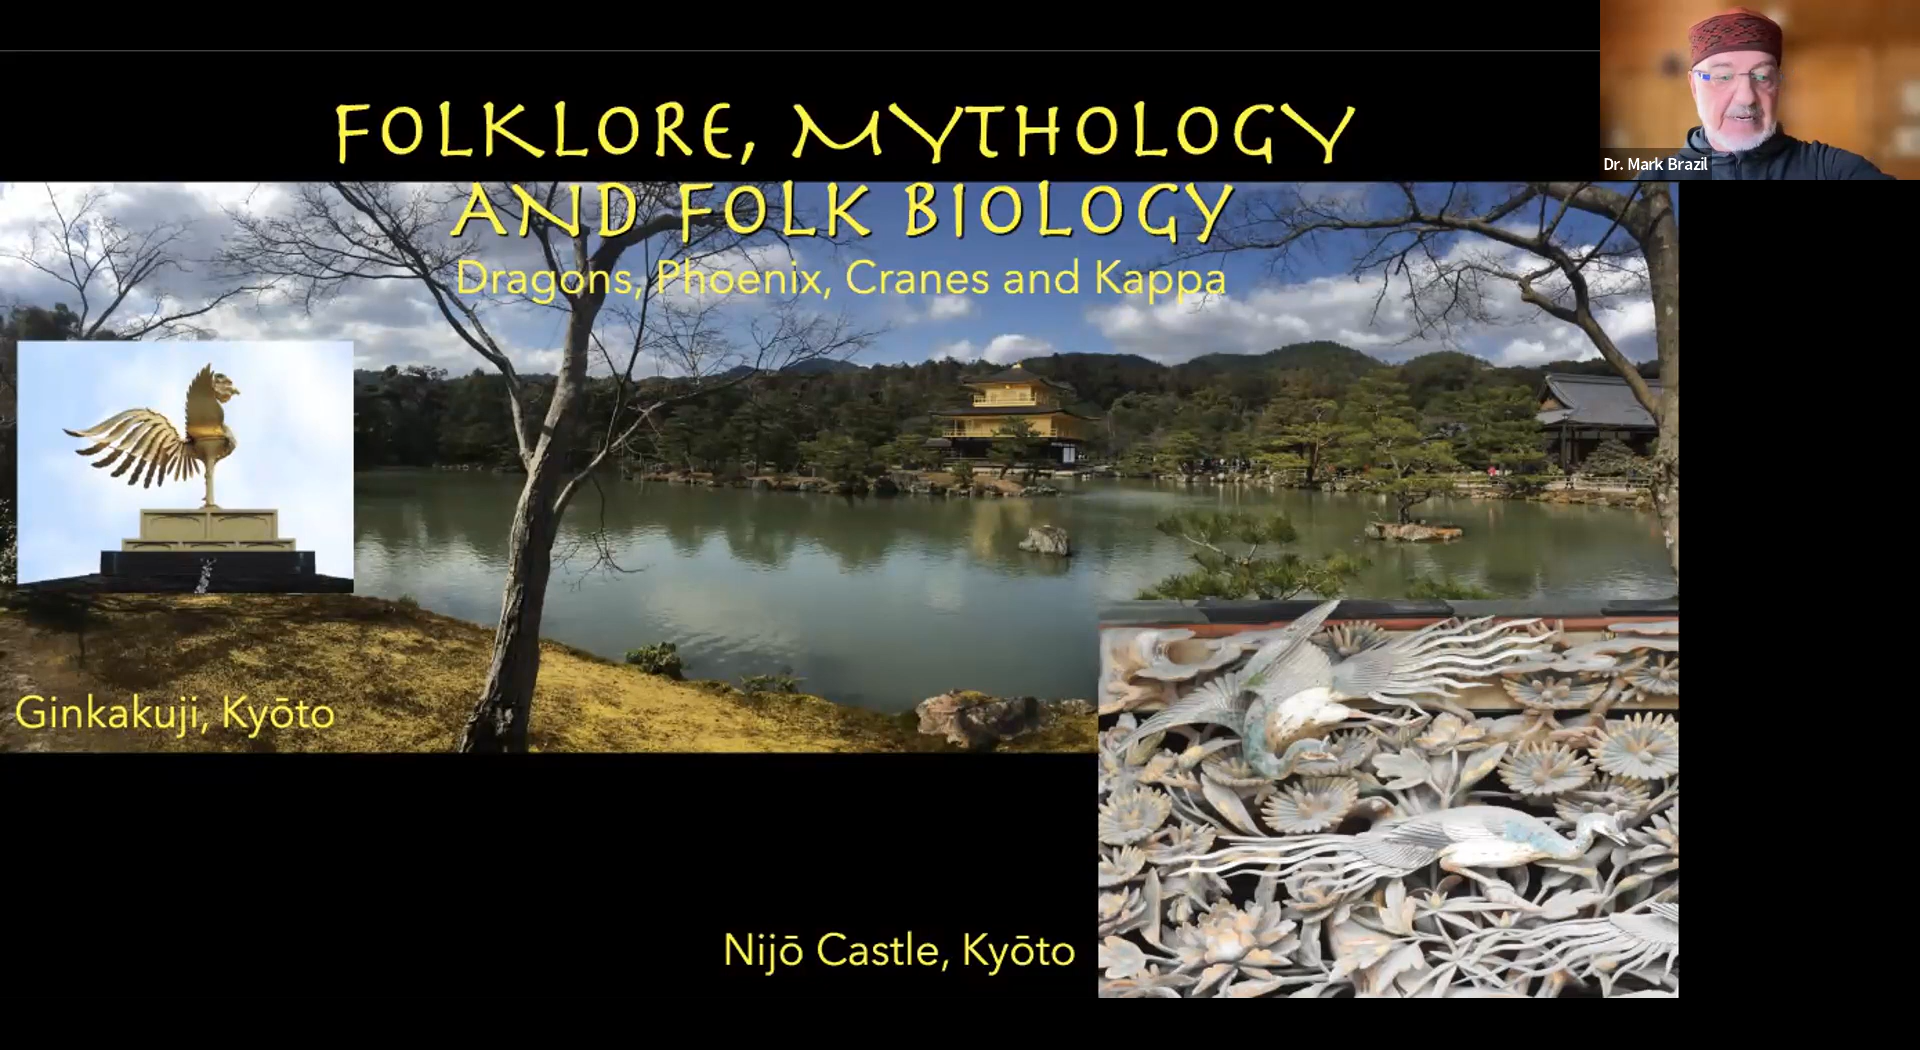 FOLKLORE, MYTHOLOGY
AND FOLK BIOLOGY
Dragons, Phoenix, Cranes and Kappa
Dr. Mark Brazil
Ginkakuji, Kyōto
Nijō Castle, Kyōto